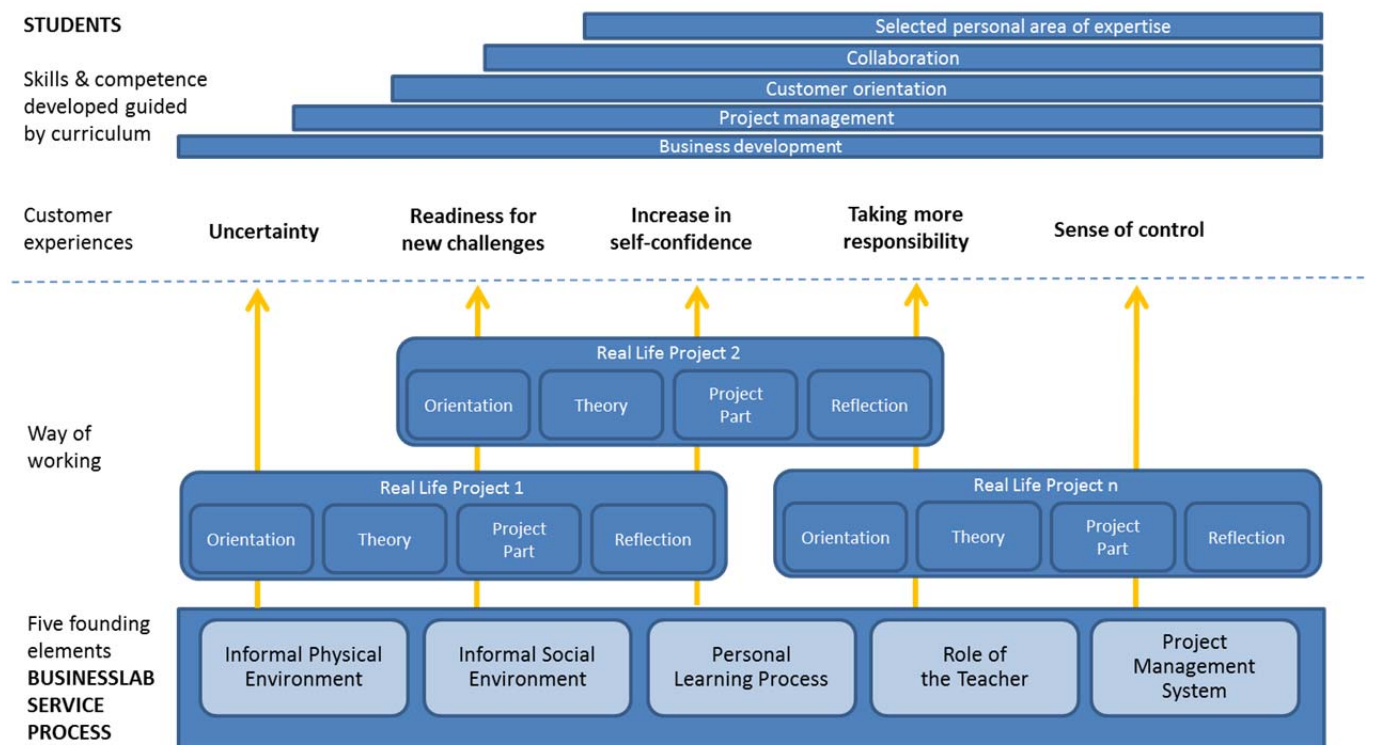 STUDENTS
Skills & competence
developed guided
by curriculum
Selected personal area of expertise
Collaboration
Customer orientation
Project management
Business development
Customer
experiences
Uncertainty
Readiness for
new challenges
Increase in
self-confidence
Taking more
responsibility
Sense of control
Way of
working
Real Life Project 2
Orientation
Theory
Project
Part
Reflection
Real Life Project 1
Orientation
Theory
Project
Part
Reflection
Real Life Project n
Orientation
Theory
Project
Part
Reflection
Five founding
elements
BUSINESSLAB
SERVICE
PROCESS
Informal Physical
Environment
Informal Social
Environment
Personal
Learning Process
Role of
the Teacher
Project
Management
System